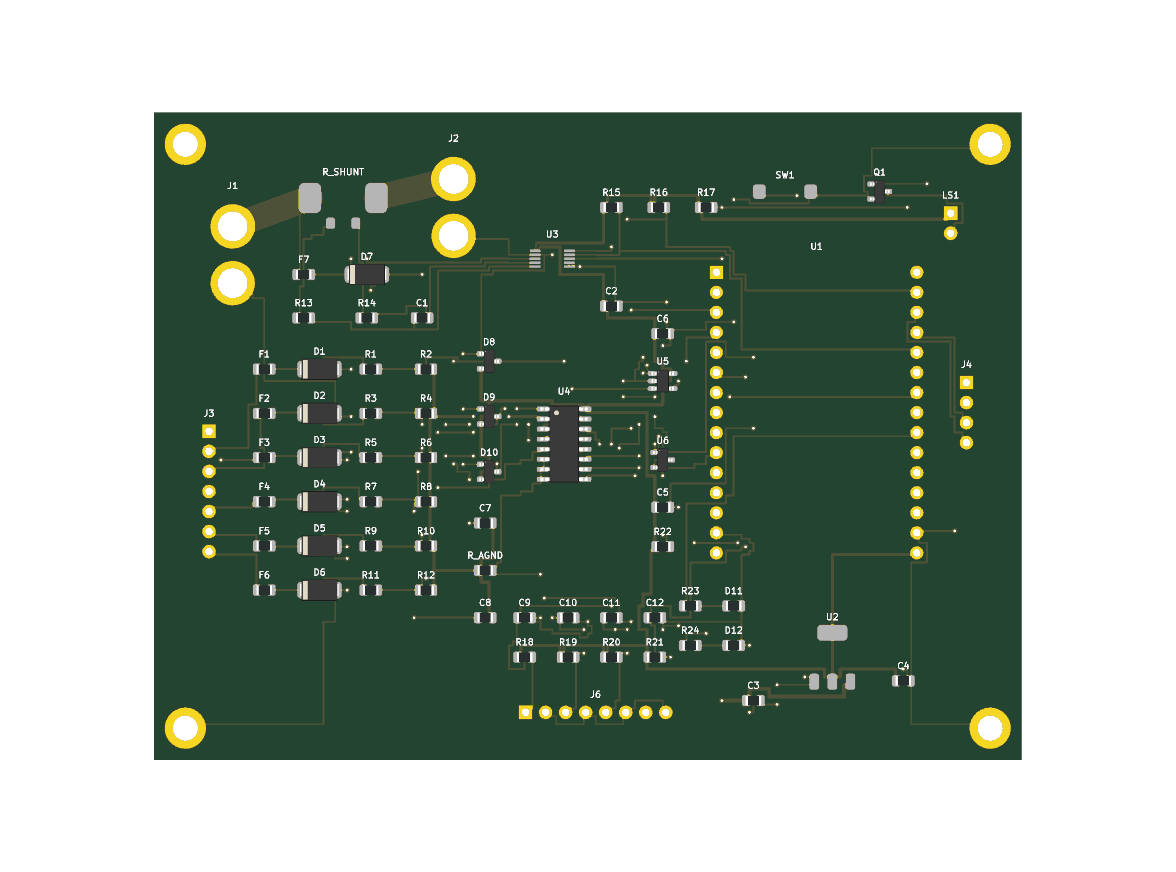 J2
R_SHUNT
Q1
SW1
J1
R15 R16 R17
LS1
U3
U1
F7
D7
C2
R13 R14 C1
C6
D8
F1 D1 R1 R2
U5
J4
U4
F2 D2 R3 R4
D9
J3
F3 D3 R5 R6
U6
D10
F4 D4 R7 R8
C5
C7
F5 D5 R9 R10
R22
R_AGND
F6 D6 R11 R12
R23 D11
C8 C9 C10 C11 C12
U2
R24 D12
R18 R19 R20 R21
C4
C3
J6